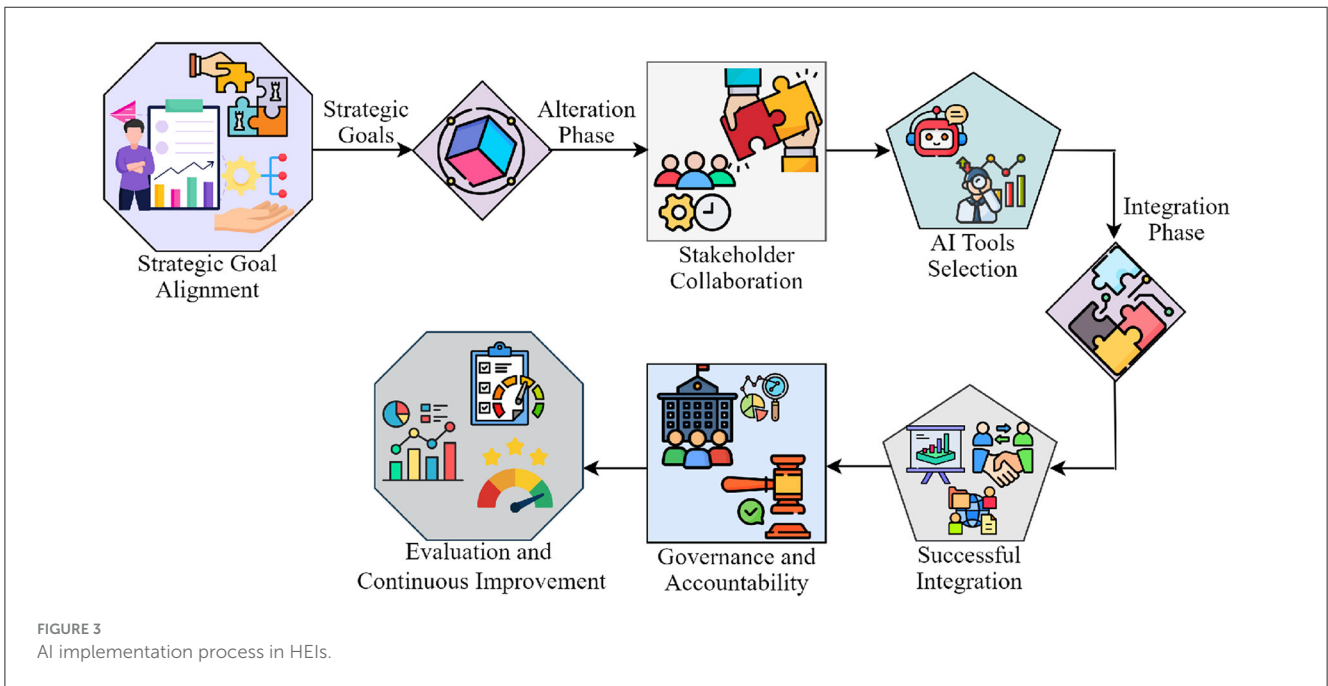 Strategic
Goals
Alteration
Phase
Strategic Goal
Alignment
Stakeholder
Collaboration
AI Tools
Selection
Integration
Phase
Evaluation and
Continuous Improvement
Governance and
Accountability
Successful
Integration
FIGURE 3
AI implementation process in HEIs.